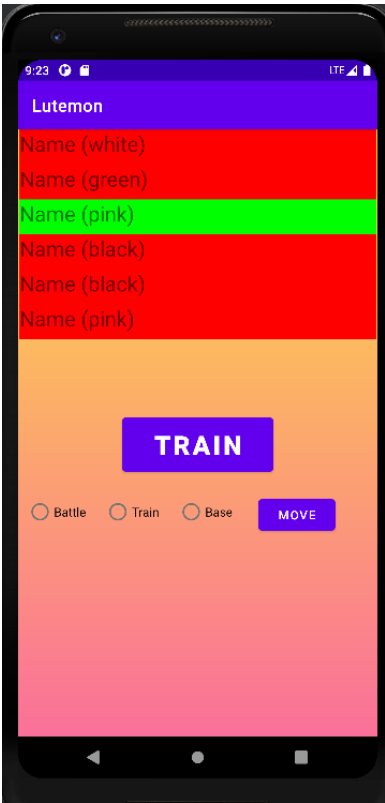 9:23 LTE
Lutemon
Name (white)
Name (green)
Name (pink)
Name (black)
Name (black)
Name (pink)
TRAIN
Battle Train Base MOVE